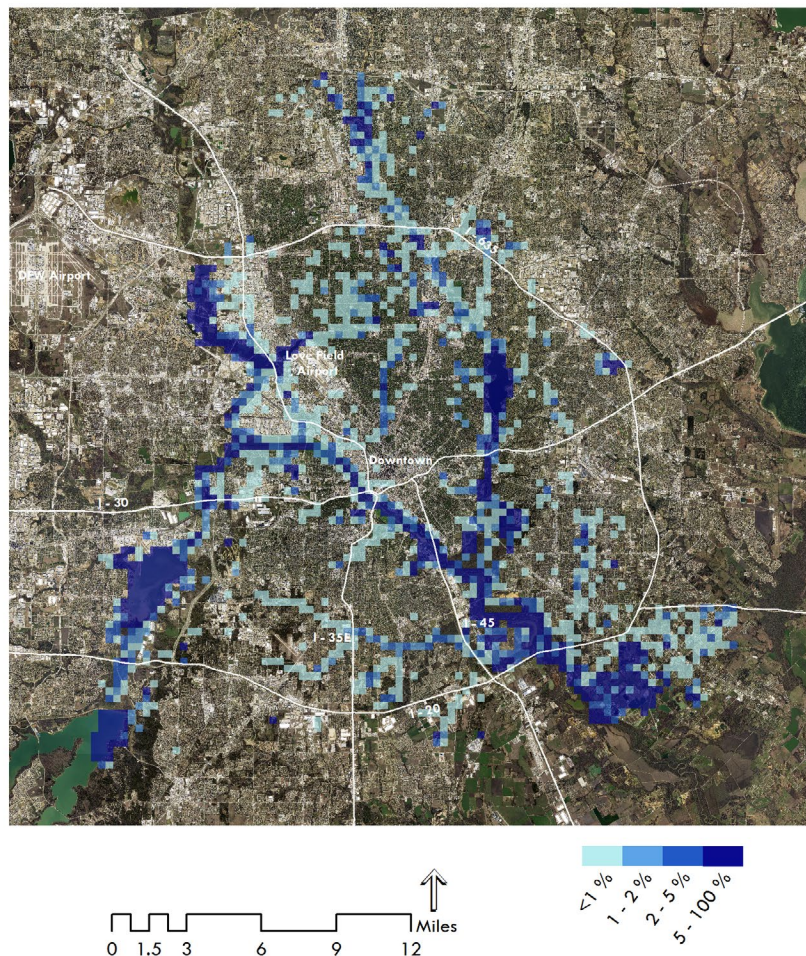 I - 635
DFW Airport
Love Field
Airport
Downtown
I - 30
I - 35E
I - 45
I - 20
<1 %
1 - 2 %
2 - 5 %
5 - 100 %
Miles
0 1.5 3 6 9 12